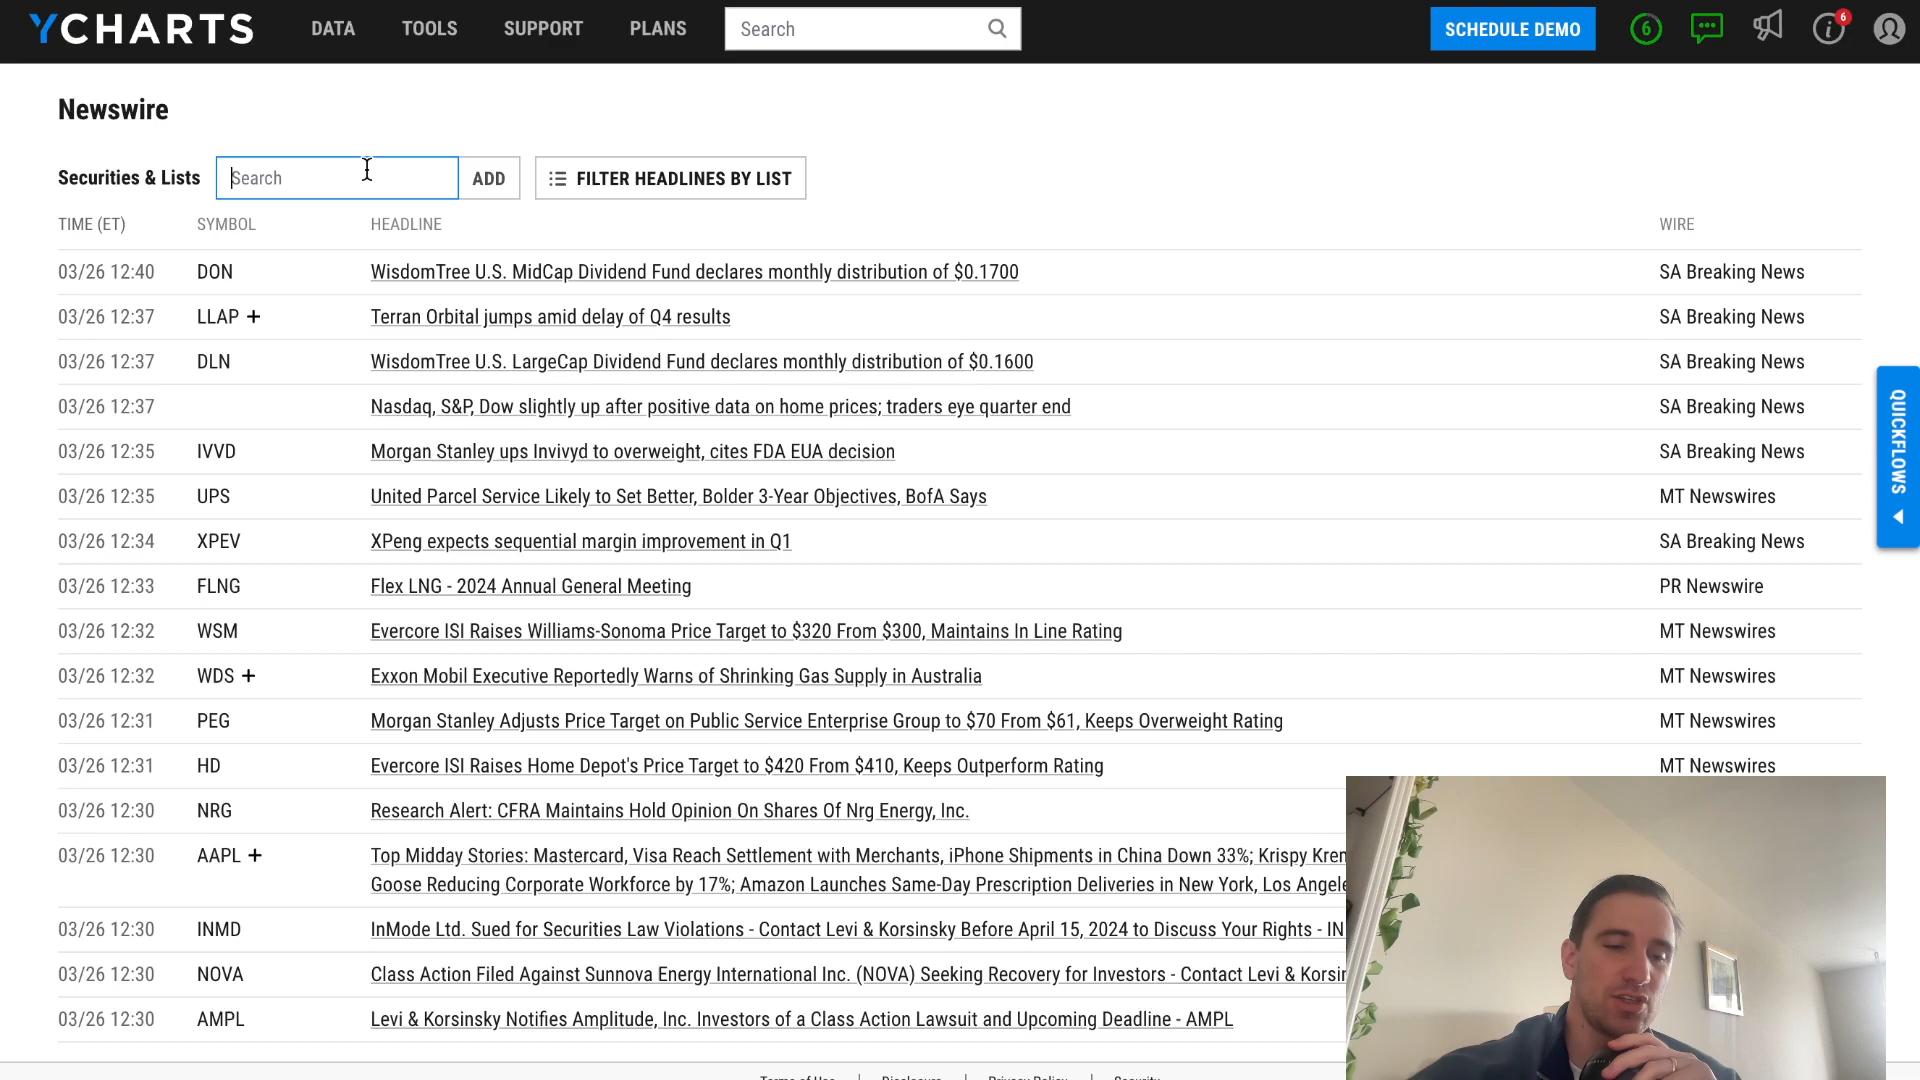 YCHARTS
DATA
TOOLS
SUPPORT
PLANS
Search
SCHEDULE DEMO
6
6
Newswire
Securities & Lists
Search
ADD
FILTER HEADLINES BY LIST
TIME (ET) SYMBOL HEADLINE WIRE
03/26 12:40 DON WisdomTree U.S. MidCap Dividend Fund declares monthly distribution of $0.1700 SA Breaking News
03/26 12:37 LLAP + Terran Orbital jumps amid delay of Q4 results SA Breaking News
03/26 12:37 DLN WisdomTree U.S. LargeCap Dividend Fund declares monthly distribution of $0.1600 SA Breaking News
03/26 12:37 Nasdaq, S&P, Dow slightly up after positive data on home prices; traders eye quarter end SA Breaking News
03/26 12:35 IVVD Morgan Stanley ups Invivyd to overweight, cites FDA EUA decision SA Breaking News
03/26 12:35 UPS United Parcel Service Likely to Set Better, Bolder 3-Year Objectives, BofA Says MT Newswires
03/26 12:34 XPEV XPeng expects sequential margin improvement in Q1 SA Breaking News
03/26 12:33 FLNG Flex LNG - 2024 Annual General Meeting PR Newswire
03/26 12:32 WSM Evercore ISI Raises Williams-Sonoma Price Target to $320 From $300, Maintains In Line Rating MT Newswires
03/26 12:32 WDS + Exxon Mobil Executive Reportedly Warns of Shrinking Gas Supply in Australia MT Newswires
03/26 12:31 PEG Morgan Stanley Adjusts Price Target on Public Service Enterprise Group to $70 From $61, Keeps Overweight Rating MT Newswires
03/26 12:31 HD Evercore ISI Raises Home Depot's Price Target to $420 From $410, Keeps Outperform Rating MT Newswires
03/26 12:30 NRG Research Alert: CFRA Maintains Hold Opinion On Shares Of Nrg Energy, Inc.
03/26 12:30 AAPL + Top Midday Stories: Mastercard, Visa Reach Settlement with Merchants, iPhone Shipments in China Down 33%; Krispy
Goose Reducing Corporate Workforce by 17%; Amazon Launches Same-Day Prescription Deliveries in New York, Los
03/26 12:30 INMD InMode Ltd. Sued for Securities Law Violations - Contact Levi & Korsinsky Before April 15, 2024 to Discuss Your Rights - IN
03/26 12:30 NOVA Class Action Filed Against Sunnova Energy International Inc. (NOVA) Seeking Recovery for Investors - Contact Levi &
03/26 12:30 AMPL Levi & Korsinsky Notifies Amplitude, Inc. Investors of a Class Action Lawsuit and Upcoming Deadline - AMPL
QUICKFLOWS
Terms of Use | Disclosure | Privacy Policy | Security